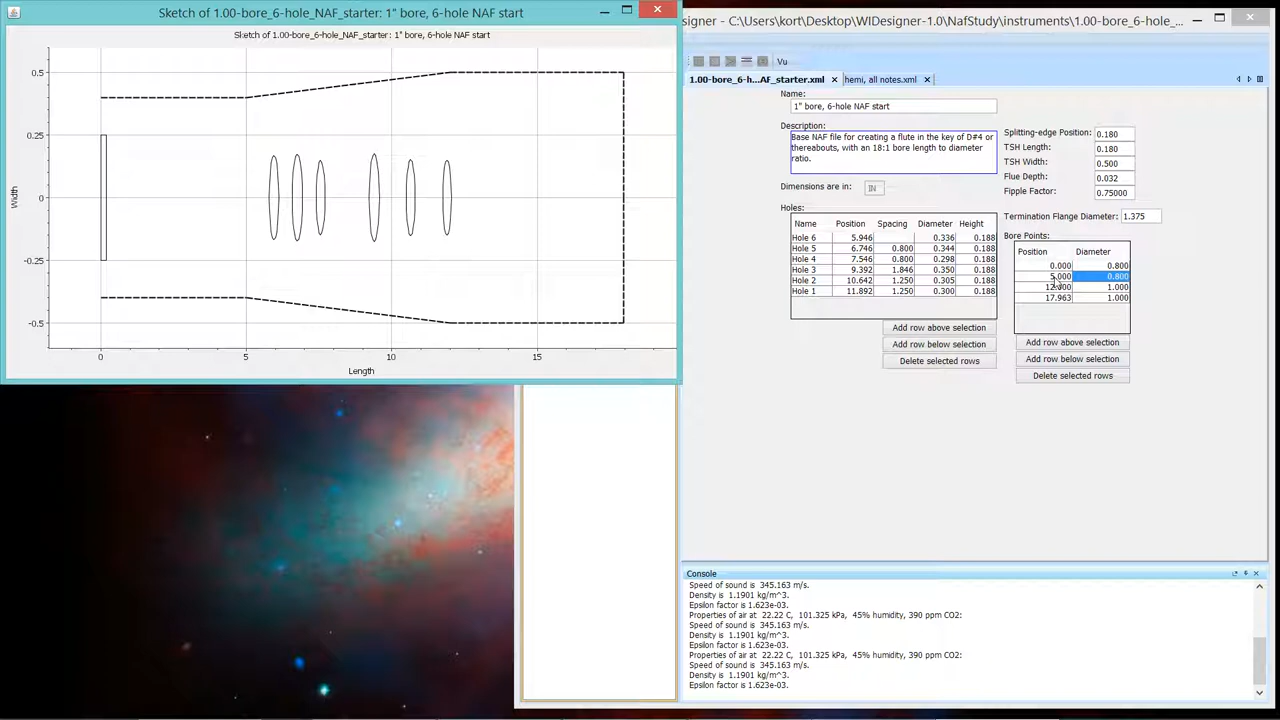 Sketch of 1.00-bore_6-hole_NAF_starter: 1" bore, 6-hole NAF start
Sketch of 1.00-bore_6-hole_NAF_starter: 1" bore, 6-hole NAF start
0.5
0.25
0
-0.25
-0.5
Width
0
5
10
15
Length
signer - C:\Users\kort\Desktop\WIDesigner-1.0\NafStudy\instruments\1.00-bore_6-hole_...
Vu
1.00-bore_6-h...AF_starter.xml
hemi, all notes.xml
Name:
1" bore, 6-hole NAF start
Description:
Base NAF file for creating a flute in the key of D#4 or
thereabouts, with an 18:1 bore length to diameter
ratio.
Dimensions are in: IN
Splitting-edge Position: 0.180
TSH Length: 0.180
TSH Width: 0.500
Flue Depth: 0.032
Fipple Factor: 0.75000
Termination Flange Diameter: 1.375
Holes:
Name Position Spacing Diameter Height
Hole 6 5.946 0.336 0.188
Hole 5 6.746 0.800 0.344 0.188
Hole 4 7.546 0.800 0.298 0.188
Hole 3 9.392 1.846 0.350 0.188
Hole 2 10.642 1.250 0.305 0.188
Hole 1 11.892 1.250 0.300 0.188
Add row above selection
Add row below selection
Delete selected rows
Bore Points:
Position Diameter
0.000 0.800
5.000 0.800
12.000 1.000
17.963 1.000
Add row above selection
Add row below selection
Delete selected rows
Console
Speed of sound is 345.163 m/s.
Density is 1.1901 kg/m^3.
Epsilon factor is 1.623e-03.
Properties of air at 22.22 C, 101.325 kPa, 45% humidity, 390 ppm CO2:
Speed of sound is 345.163 m/s.
Density is 1.1901 kg/m^3.
Epsilon factor is 1.623e-03.
Properties of air at 22.22 C, 101.325 kPa, 45% humidity, 390 ppm CO2:
Speed of sound is 345.163 m/s.
Density is 1.1901 kg/m^3.
Epsilon factor is 1.623e-03.